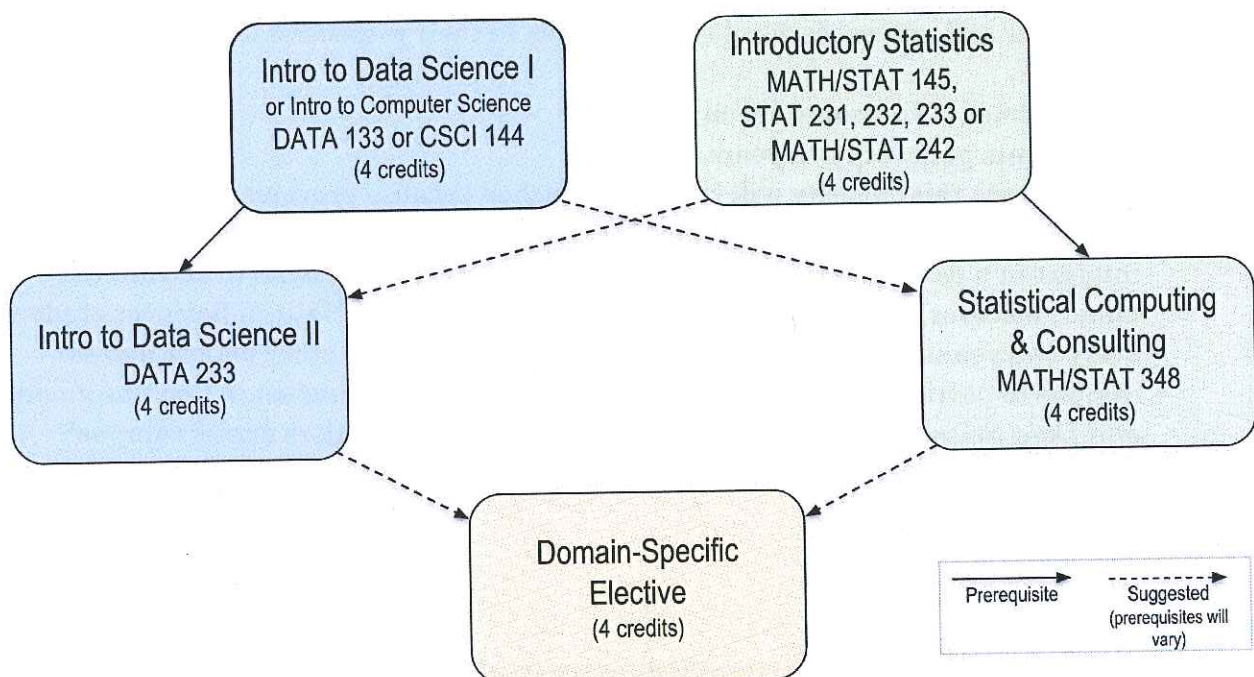 Intro to Data Science I
or Intro to Computer Science
DATA 133 or CSCI 144
(4 credits)
Introductory Statistics
MATH/STAT 145,
STAT 231, 232, 233 or
MATH/STAT 242
(4 credits)
Intro to Data Science II
DATA 233
(4 credits)
Statistical Computing
& Consulting
MATH/STAT 348
(4 credits)
Domain-Specific
Elective
(4 credits)
Prerequisite
Suggested
(prerequisites will
vary)